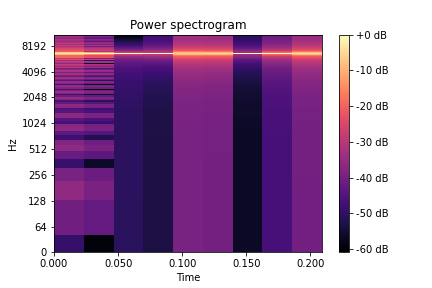 Power spectrogram
Hz
8192
4096
2048
1024
512
256
128
64
0
0.000 0.050 0.100 0.150 0.200
Time
+0 dB
-10 dB
-20 dB
-30 dB
-40 dB
-50 dB
-60 dB